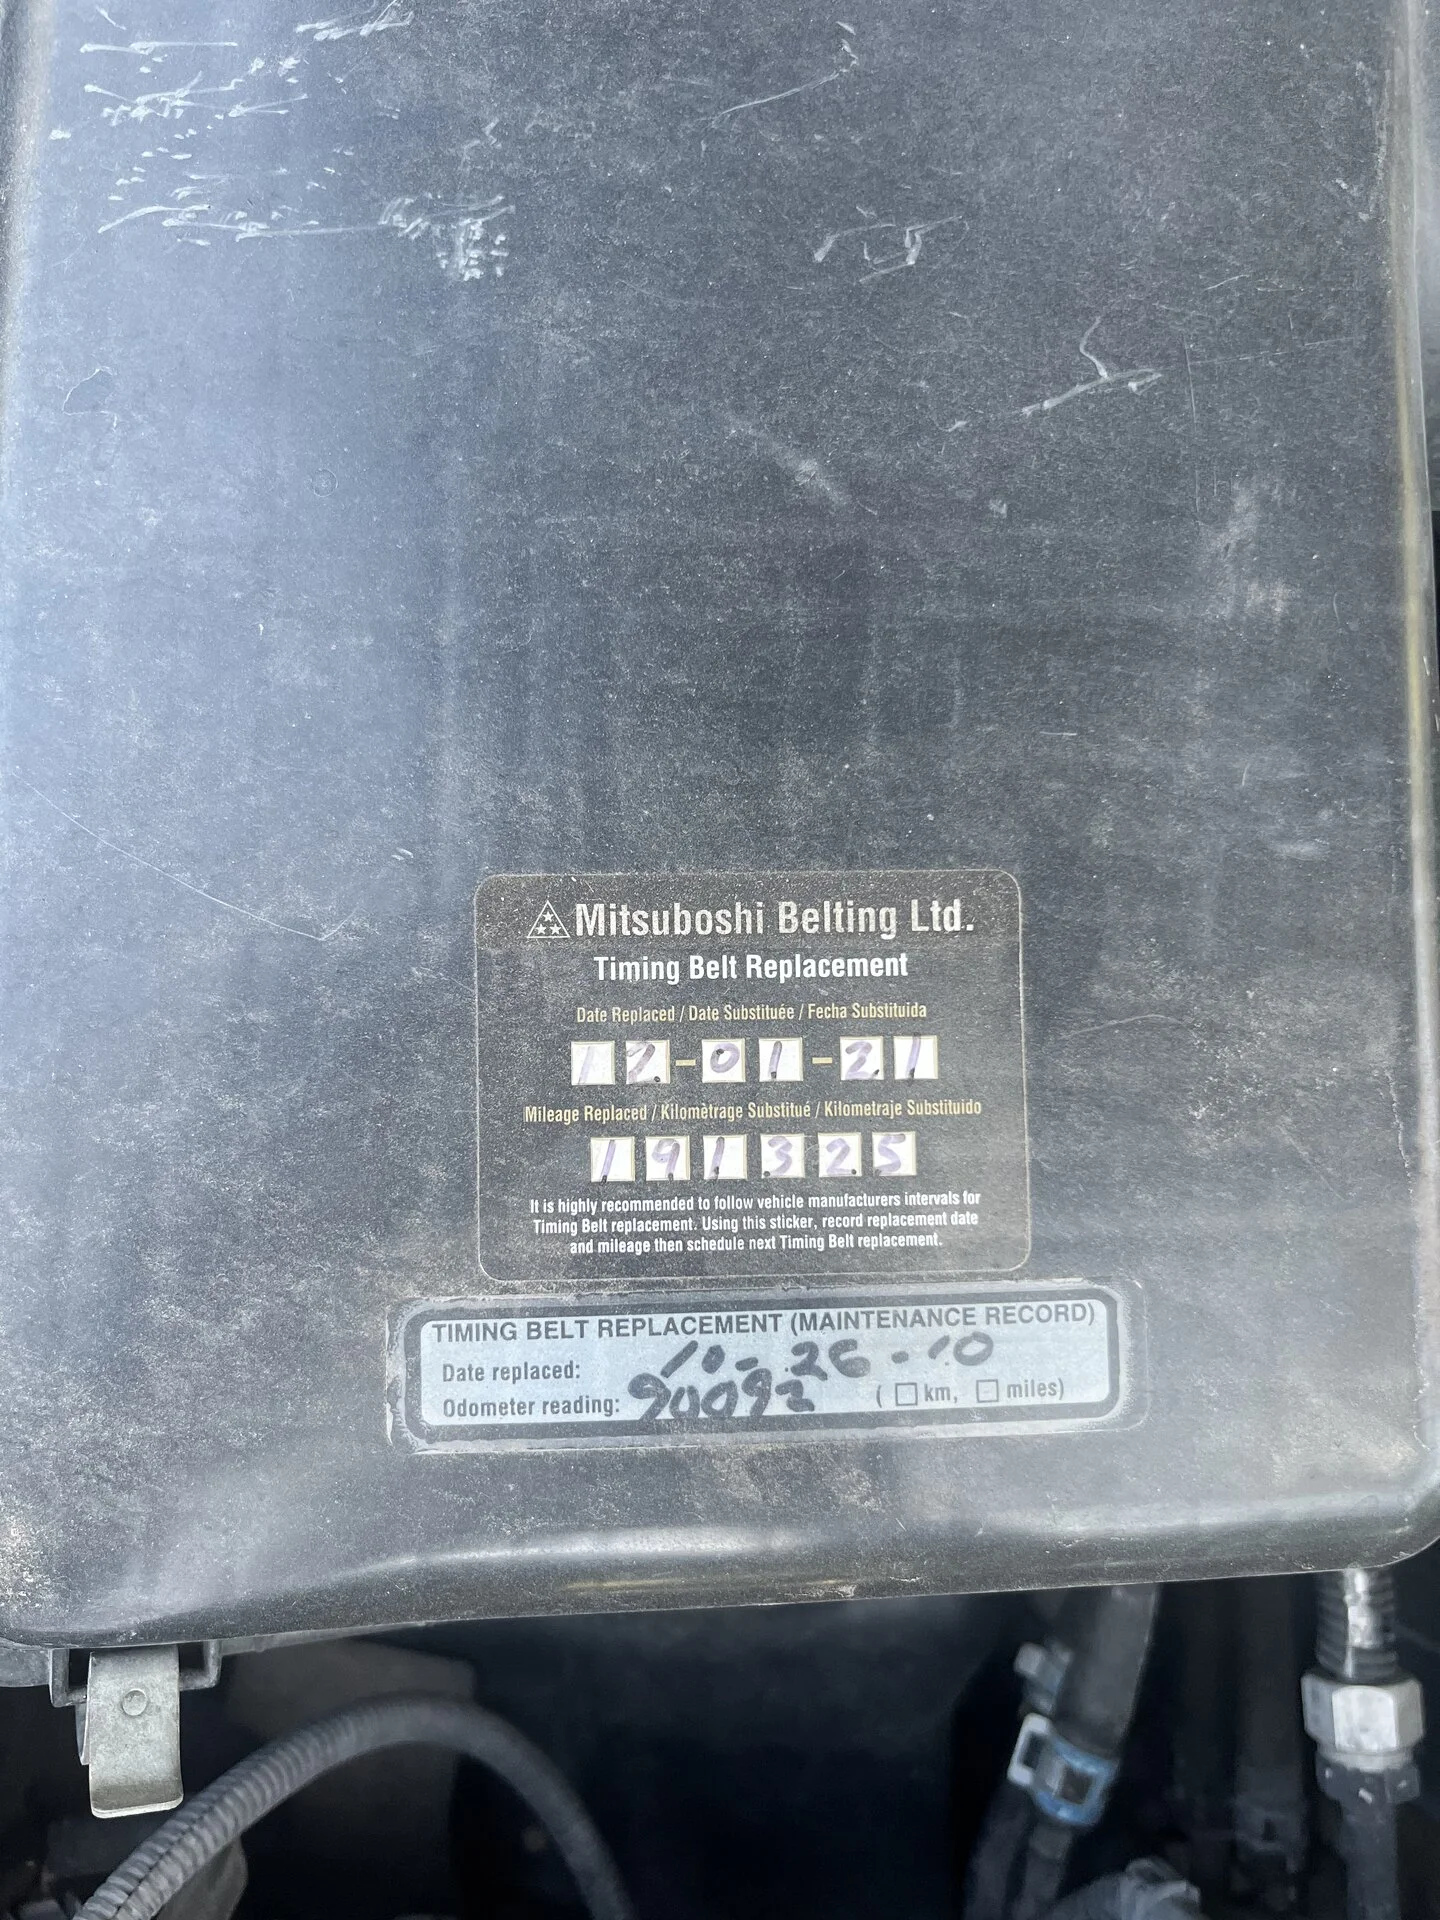 Mitsuboshi Belting Ltd.
Timing Belt Replacement
Date Replaced / Date Substituée / Fecha Substituida
12-01-21
Mileage Replaced / Kilomètrage Substitué / Kilometraje Substituido
191325
It is highly recommended to follow vehicle manufacturers intervals for
Timing Belt replacement. Using this sticker, record replacement date
and mileage then schedule next Timing Belt replacement.
TIMING BELT REPLACEMENT (MAINTENANCE RECORD)
Date replaced: 10-26-10
Odometer reading: 90092 ( □ km, □ miles)